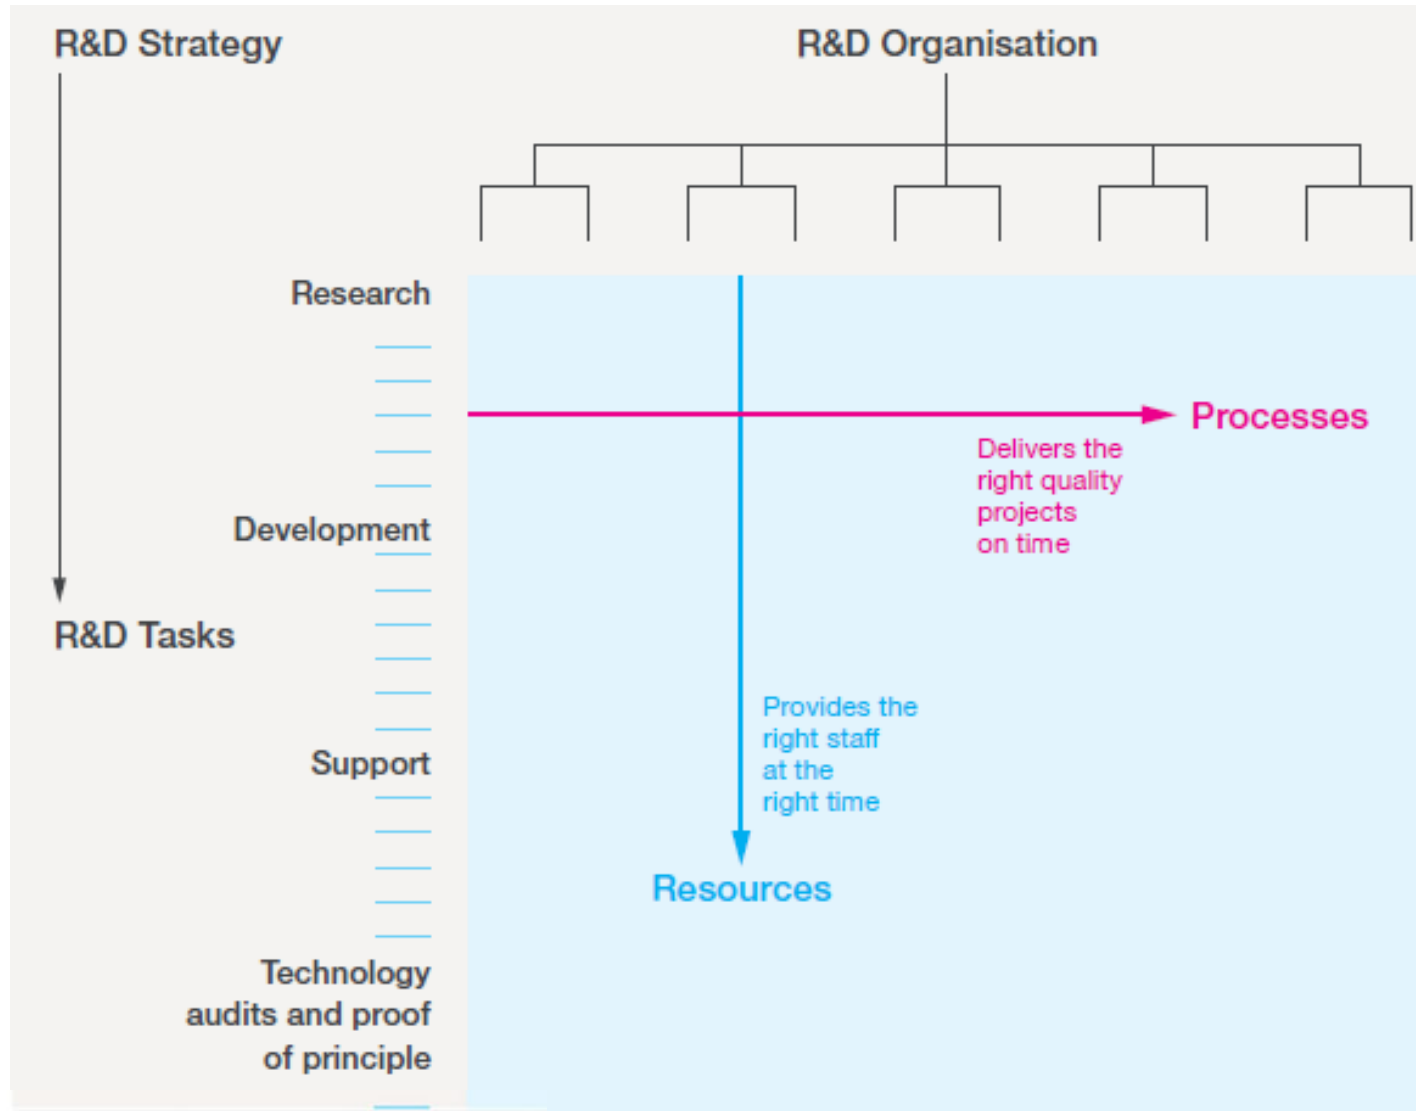 R&D Strategy
R&D Organisation
Research
Processes
Delivers the
right quality
projects
on time
Development
R&D Tasks
Provides the
right staff
at the
right time
Support
Resources
Technology
audits and proof
of principle